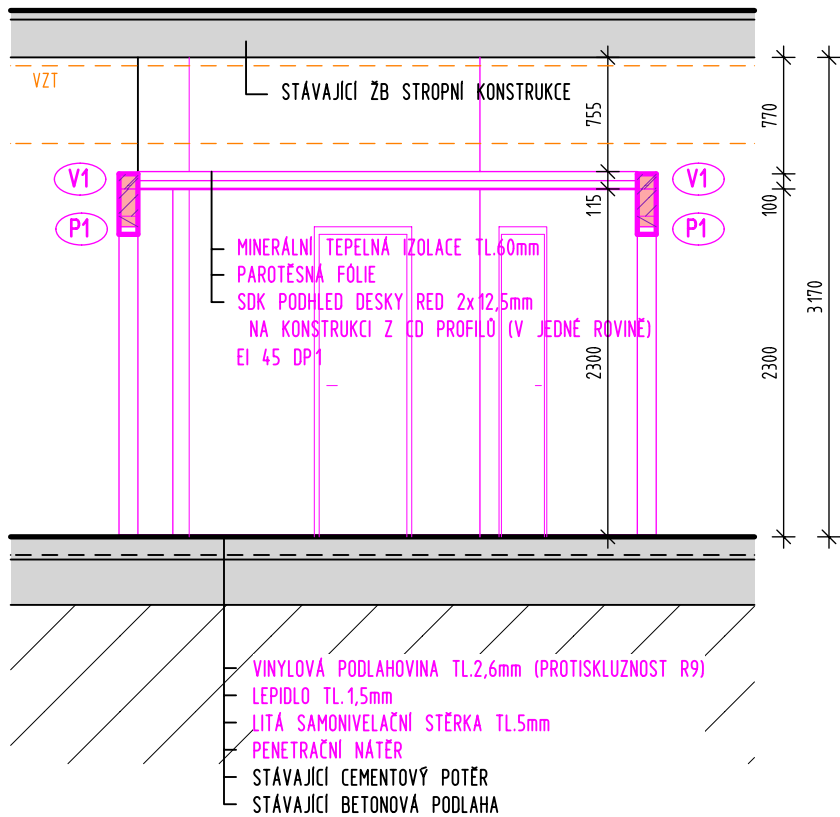 VZT
STÁVAJÍCÍ ŽB STROPNÍ KONSTRUKCE
755
770
V1
V1
115
100
P1
P1
MINERÁLNÍ TEPELNÁ IZOLACE TL.60mm
PAROTĚSNÁ FÓLIE
SDK PODHLED DESKY RED 2x12,5mm
NA KONSTRUKCI Z CD PROFILŮ (V JEDNÉ ROVINĚ)
EI 45 DP1
2300
2300
3170
VINYLOVÁ PODLAHOVINA TL.2,6mm (PROTISKLUZNOST R9)
LEPIDLO TL.1,5mm
LITÁ SAMONIVELAČNÍ STĚRKA TL.5mm
PENETRAČNÍ NÁTĚR
STÁVAJÍCÍ CEMENTOVÝ POTĚR
STÁVAJÍCÍ BETONOVÁ PODLAHA